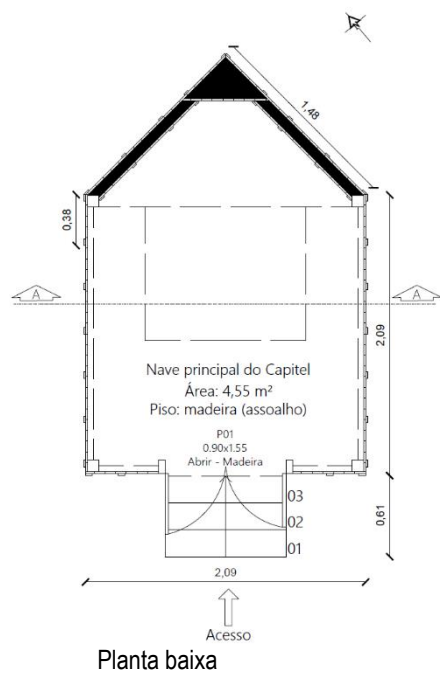 1,48
0,38
A
A
2,09
Nave principal do Capitel
Área: 4,55 m²
Piso: madeira (assoalho)
P01
0.90x1.55
Abrir - Madeira
03
02
01
0,61
2,09
Acesso
Planta baixa